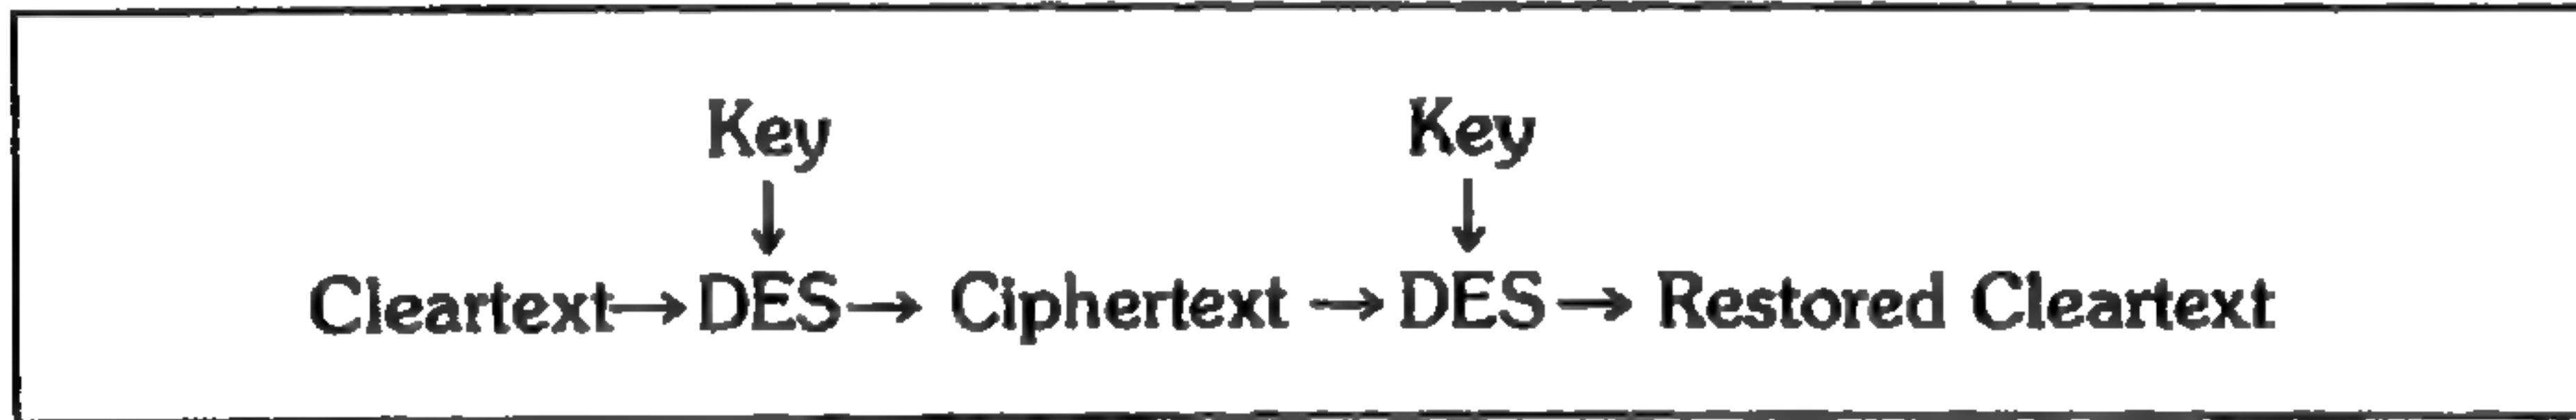 Key Key
Cleartext→DES→ Ciphertext →DES→ Restored Cleartext